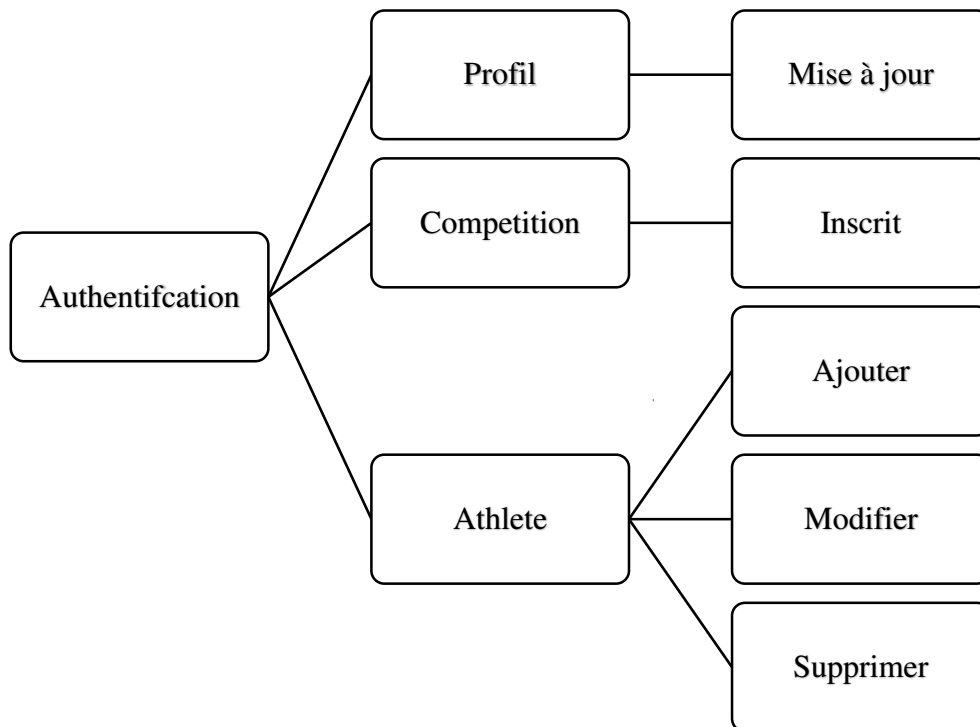 Profil
Mise à jour
Competition
Inscrit
Authentifcation
Ajouter
Athlete
Modifier
Supprimer